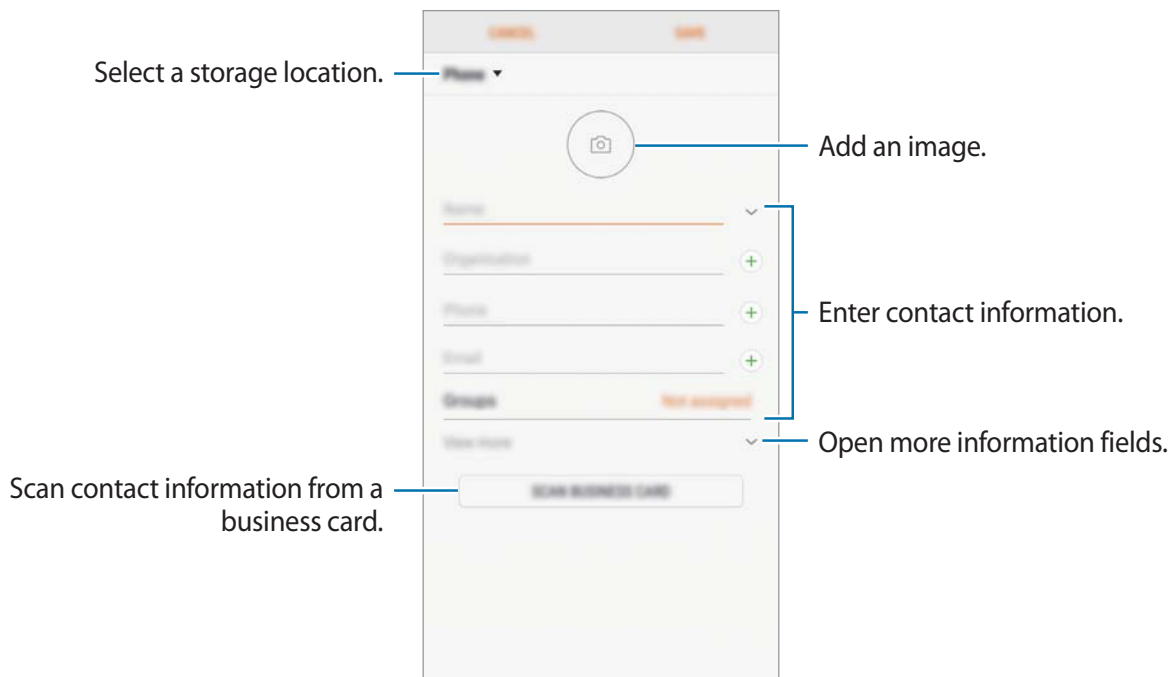 CANCEL SAVE
Select a storage location.
Phone
Add an image.
Name
Organisation
Phone
Enter contact information.
Email
Groups Not assigned
View more
Open more information fields.
Scan contact information from a
business card.
SCAN BUSINESS CARD